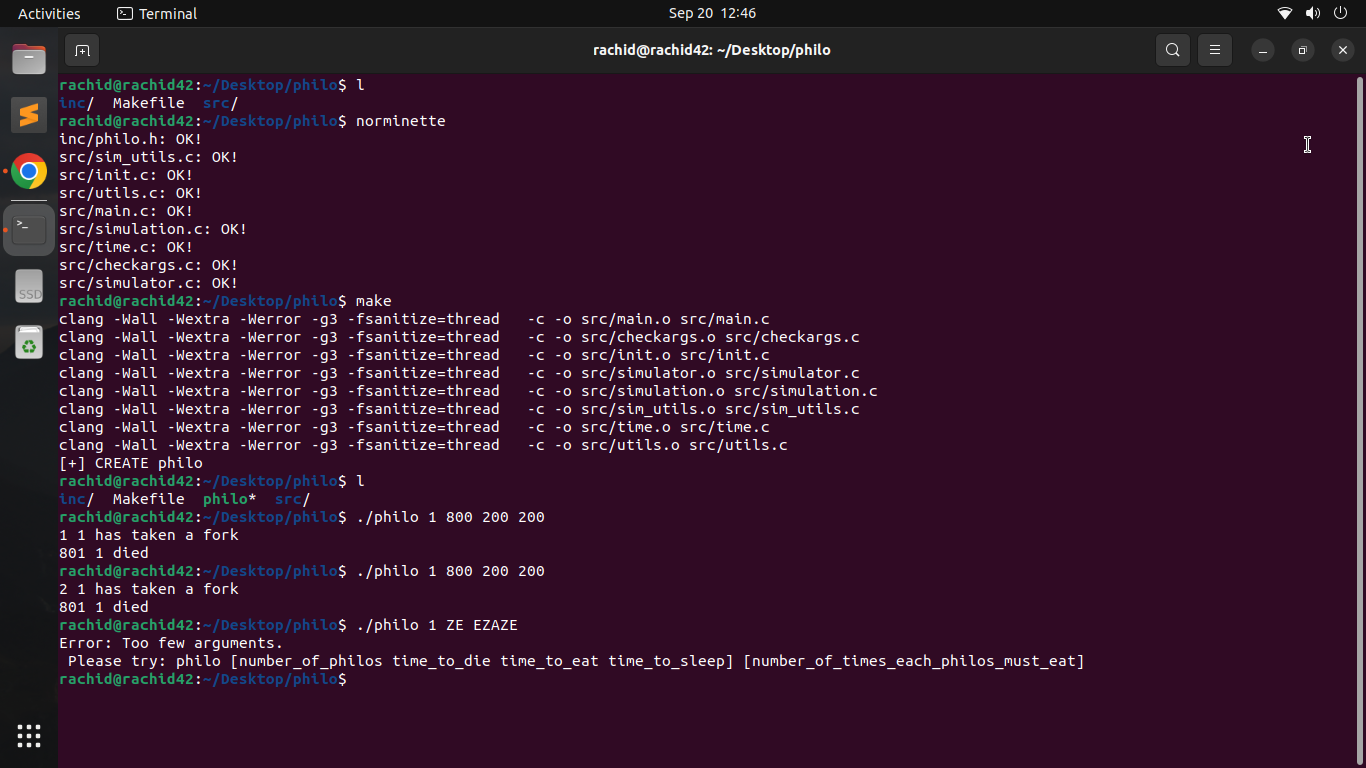 Activities Terminal Sep 20 12:46
rachid@rachid42: ~/Desktop/philo
rachid@rachid42:~/Desktop/philo$ l
inc/  Makefile  src/
rachid@rachid42:~/Desktop/philo$ norminette
inc/philo.h: OK!
src/sim_utils.c: OK!
src/init.c: OK!
src/utils.c: OK!
src/main.c: OK!
src/simulation.c: OK!
src/time.c: OK!
src/checkargs.c: OK!
src/simulator.c: OK!
rachid@rachid42:~/Desktop/philo$ make
clang -Wall -Wextra -Werror -g3 -fsanitize=thread   -c -o src/main.o src/main.c
clang -Wall -Wextra -Werror -g3 -fsanitize=thread   -c -o src/checkargs.o src/checkargs.c
clang -Wall -Wextra -Werror -g3 -fsanitize=thread   -c -o src/init.o src/init.c
clang -Wall -Wextra -Werror -g3 -fsanitize=thread   -c -o src/simulator.o src/simulator.c
clang -Wall -Wextra -Werror -g3 -fsanitize=thread   -c -o src/simulation.o src/simulation.c
clang -Wall -Wextra -Werror -g3 -fsanitize=thread   -c -o src/sim_utils.o src/sim_utils.c
clang -Wall -Wextra -Werror -g3 -fsanitize=thread   -c -o src/time.o src/time.c
clang -Wall -Wextra -Werror -g3 -fsanitize=thread   -c -o src/utils.o src/utils.c
[+] CREATE philo
rachid@rachid42:~/Desktop/philo$ l
inc/  Makefile  philo*  src/
rachid@rachid42:~/Desktop/philo$ ./philo 1 800 200 200
1 1 has taken a fork
801 1 died
rachid@rachid42:~/Desktop/philo$ ./philo 1 800 200 200
2 1 has taken a fork
801 1 died
rachid@rachid42:~/Desktop/philo$ ./philo 1 ZE EZAZE
Error: Too few arguments.
 Please try: philo [number_of_philos time_to_die time_to_eat time_to_sleep] [number_of_times_each_philos_must_eat]
rachid@rachid42:~/Desktop/philo$
SSD